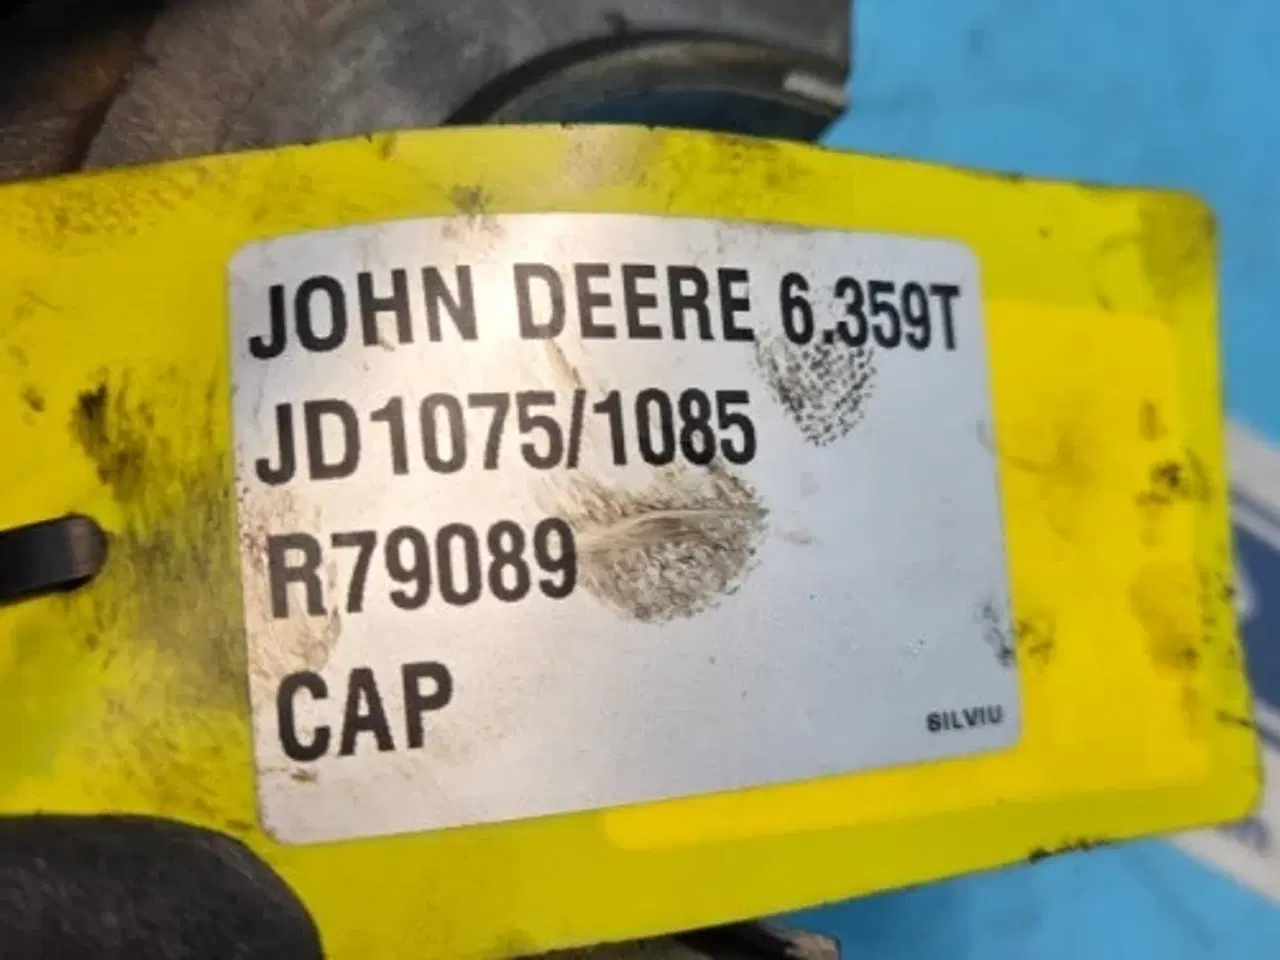 JOHN DEERE 6.359T
JD1075/1085
R79089
CAP
SILVIU